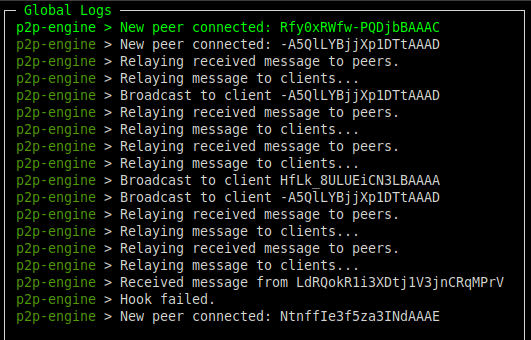 Global Logs
p2p-engine > New peer connected: Rfy0xRWfw-PQDjbBAAAC
p2p-engine > New peer connected: -A5QlLYBjjXp1DTtAAAD
p2p-engine > Relaying received message to peers.
p2p-engine > Relaying message to clients...
p2p-engine > Broadcast to client -A5QlLYBjjXp1DTtAAAD
p2p-engine > Relaying received message to peers.
p2p-engine > Relaying message to clients...
p2p-engine > Relaying received message to peers.
p2p-engine > Relaying message to clients...
p2p-engine > Broadcast to client HfLk_8ULUEiCN3LBAAAA
p2p-engine > Broadcast to client -A5QlLYBjjXp1DTtAAAD
p2p-engine > Relaying received message to peers.
p2p-engine > Relaying message to clients...
p2p-engine > Relaying received message to peers.
p2p-engine > Relaying message to clients...
p2p-engine > Received message from LdRQokR1i3XDtj1V3jnCRqMPrV
p2p-engine > Hook failed.
p2p-engine > New peer connected: NtnffIe3f5za3INdAAAE